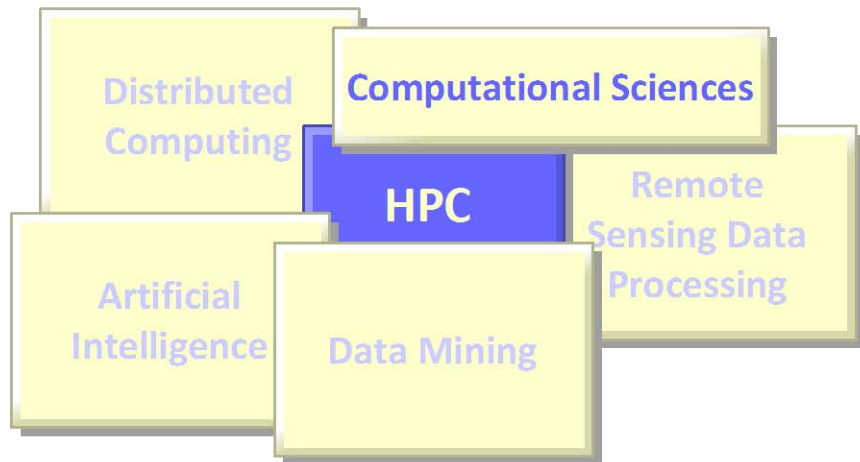 Distributed
Computing
Computational Sciences
HPC
Remote
Sensing Data
Processing
Artificial
Intelligence
Data Mining